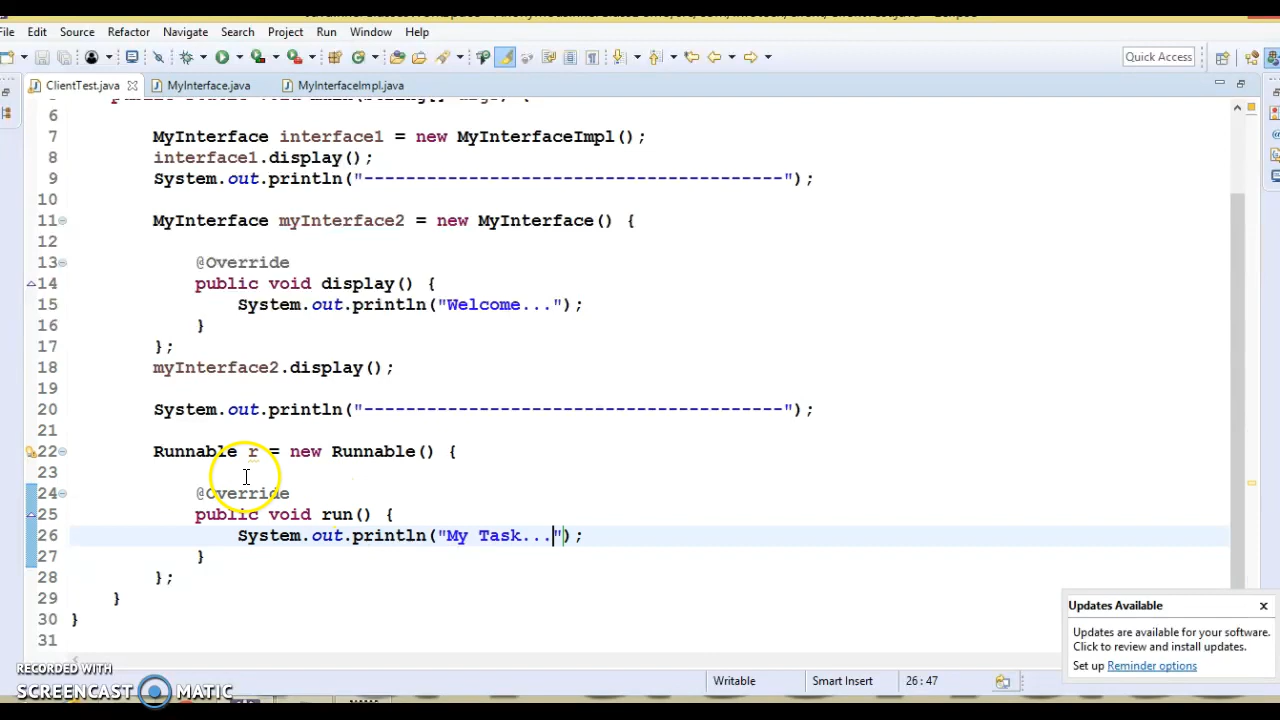 File Edit Source Refactor Navigate Search Project Run Window Help
Quick Access
ClientTest.java MyInterface.java MyInterfaceImpl.java
6
7 MyInterface interface1 = new MyInterfaceImpl();
8 interface1.display();
9 System.out.println("----------------------------------------");
10
11 MyInterface myInterface2 = new MyInterface() {
12
13 @Override
14 public void display() {
15 System.out.println("Welcome...");
16 }
17 };
18 myInterface2.display();
19
20 System.out.println("----------------------------------------");
21
22 Runnable r = new Runnable() {
23
24 @Override
25 public void run() {
26 System.out.println("My Task...");
27 }
28 };
29 }
30 }
31
Updates Available
Updates are available for your software.
Click to review and install updates.
Set up Reminder options
RECORDED WITH
SCREENCAST MATIC
Writable Smart Insert 26 : 47